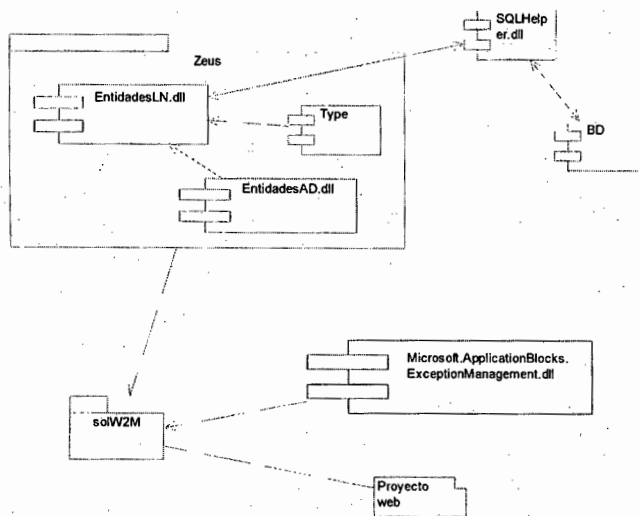 SQLHelp
er.dll
Zeus
EntidadesLN.dll
Type
BD
EntidadesAD.dll
Microsoft.ApplicationBlocks.
ExceptionManagement.dll
solW2M
Proyecto
web